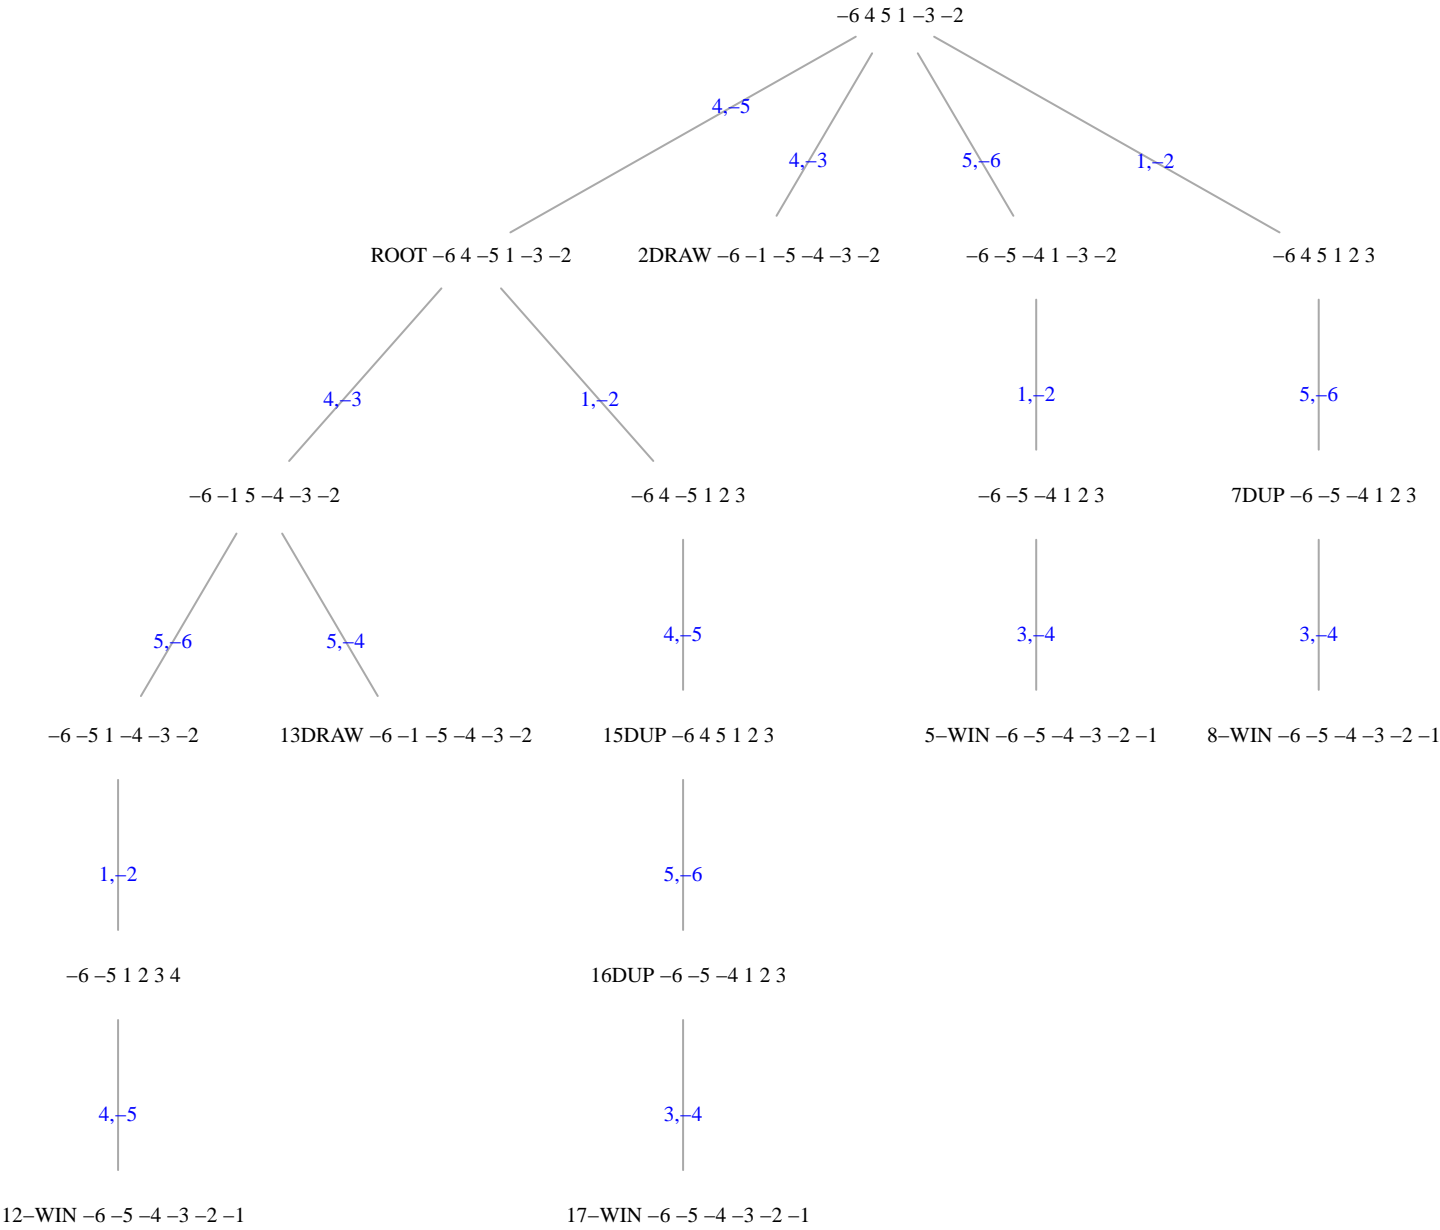 –6 4 5 1 –3 –2
4,–5
4,–3
5,–6
1,–2
ROOT –6 4 –5 1 –3 –2
2DRAW –6 –1 –5 –4 –3 –2
–6 –5 –4 1 –3 –2
–6 4 5 1 2 3
4,–3
1,–2
1,–2
5,–6
–6 –1 5 –4 –3 –2
–6 4 –5 1 2 3
–6 –5 –4 1 2 3
7DUP –6 –5 –4 1 2 3
5,–6
5,–4
4,–5
3,–4
3,–4
–6 –5 1 –4 –3 –2
13DRAW –6 –1 –5 –4 –3 –2
15DUP –6 4 5 1 2 3
5–WIN –6 –5 –4 –3 –2 –1
8–WIN –6 –5 –4 –3 –2 –1
1,–2
5,–6
–6 –5 1 2 3 4
16DUP –6 –5 –4 1 2 3
4,–5
3,–4
12–WIN –6 –5 –4 –3 –2 –1
17–WIN –6 –5 –4 –3 –2 –1